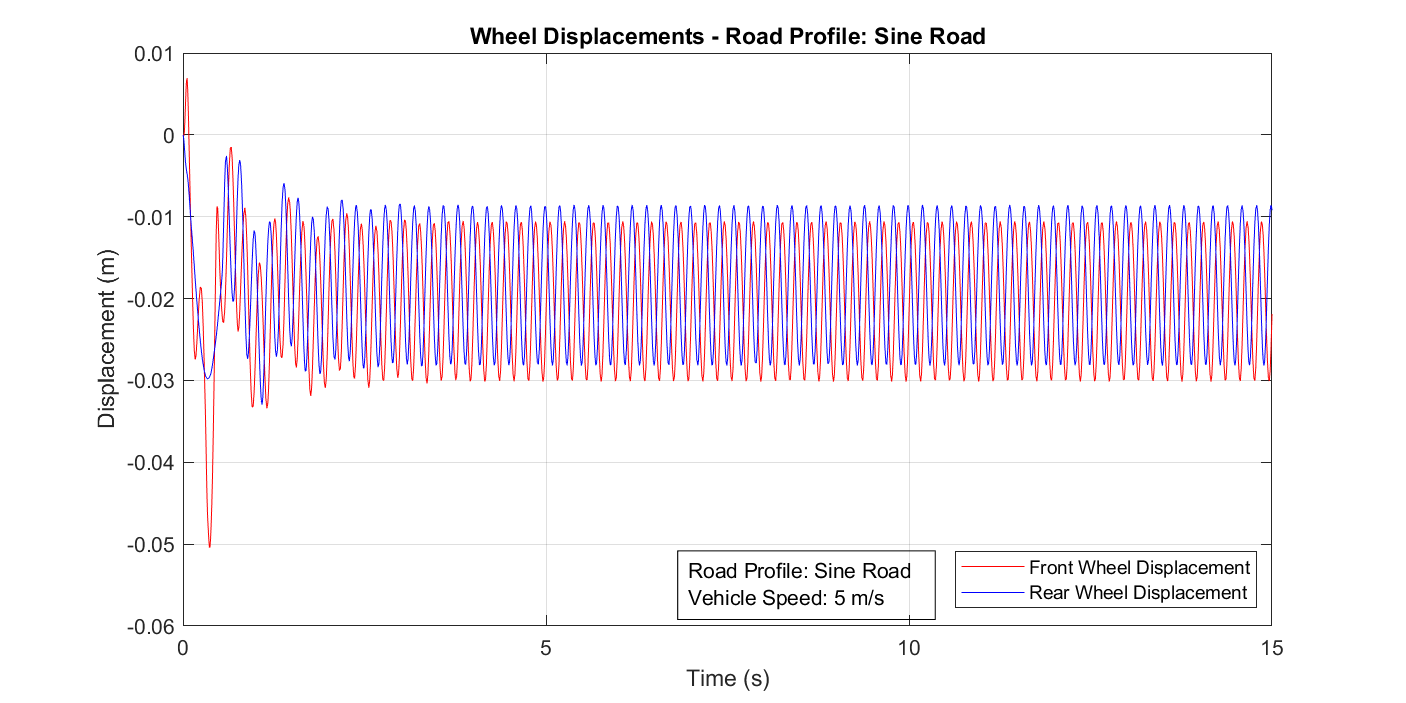 Wheel Displacements - Road Profile: Sine Road
0.01
0
-0.01
-0.02
-0.03
-0.04
-0.05
-0.06
Displacement (m)
Road Profile: Sine Road
Vehicle Speed: 5 m/s
Front Wheel Displacement
Rear Wheel Displacement
0
5
10
15
Time (s)